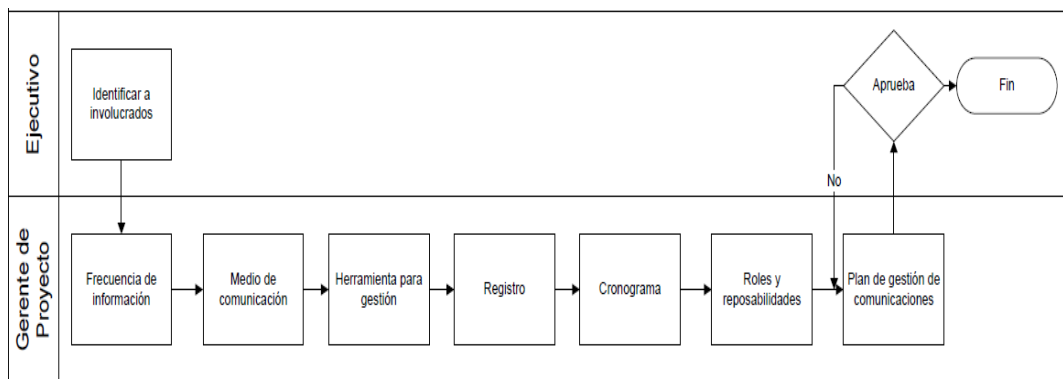 Ejecutivo
Identificar a
involucrados
Aprueba
Fin
No
Gerente de
Proyecto
Frecuencia de
información
Medio de
comunicación
Herramienta para
gestión
Registro
Cronograma
Roles y
reposabilidades
Plan de gestión de
comunicaciones